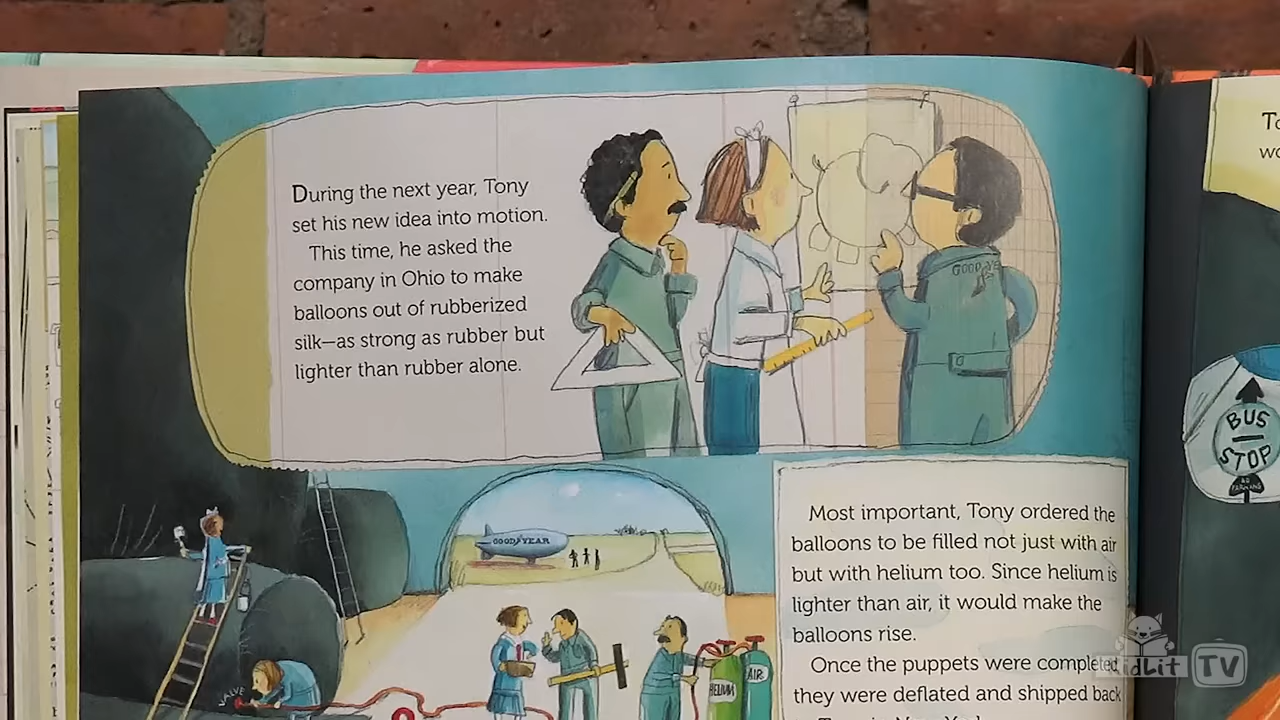 During the next year, Tony
set his new idea into motion.
This time, he asked the
company in Ohio to make
balloons out of rubberized
silk—as strong as rubber but
lighter than rubber alone.
GOODYE
GOODYEAR
VALVE
HELIUM
AIR
Most important, Tony ordered the
balloons to be filled not just with air
but with helium too. Since helium is
lighter than air, it would make the
balloons rise.
Once the puppets were completed,
they were deflated and shipped back
BUS
STOP
NO
PARKING
KidLit TV